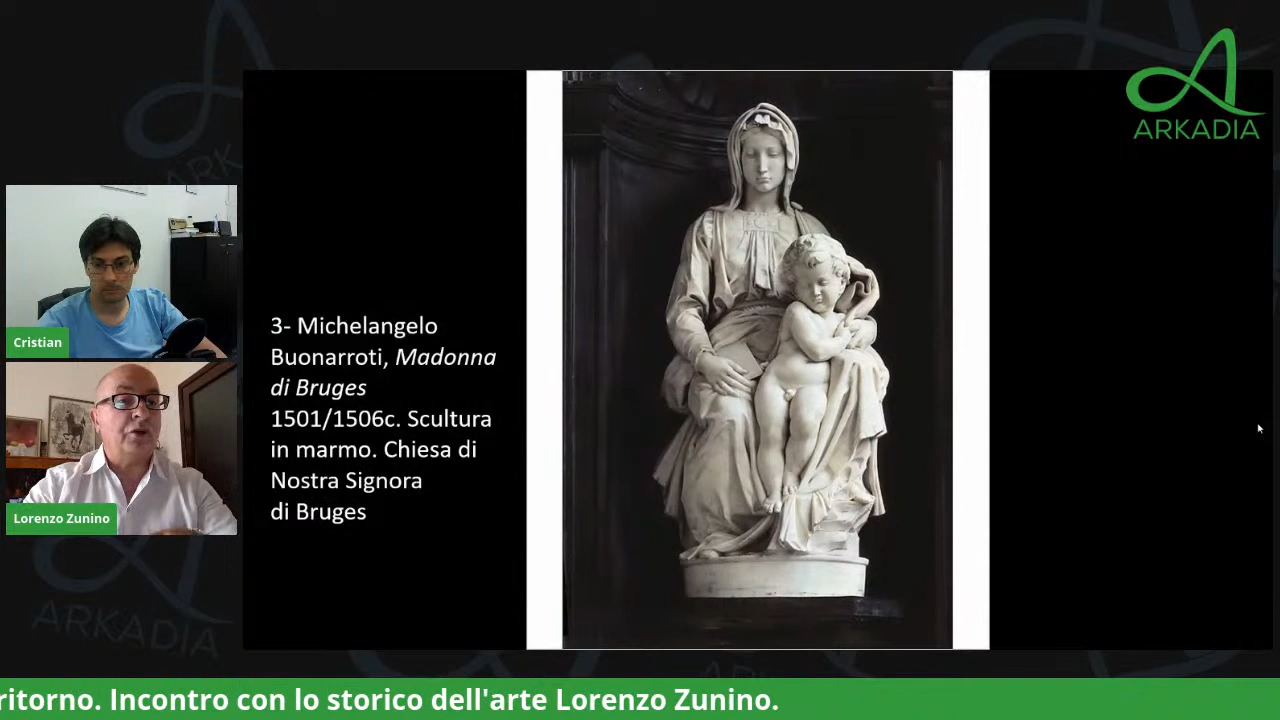 ARKADIA
Cristian
Lorenzo Zunino
3- Michelangelo
Buonarroti, Madonna
di Bruges
1501/1506c. Scultura
in marmo. Chiesa di
Nostra Signora
di Bruges
ritorno. Incontro con lo storico dell'arte Lorenzo Zunino.
ARKADIA